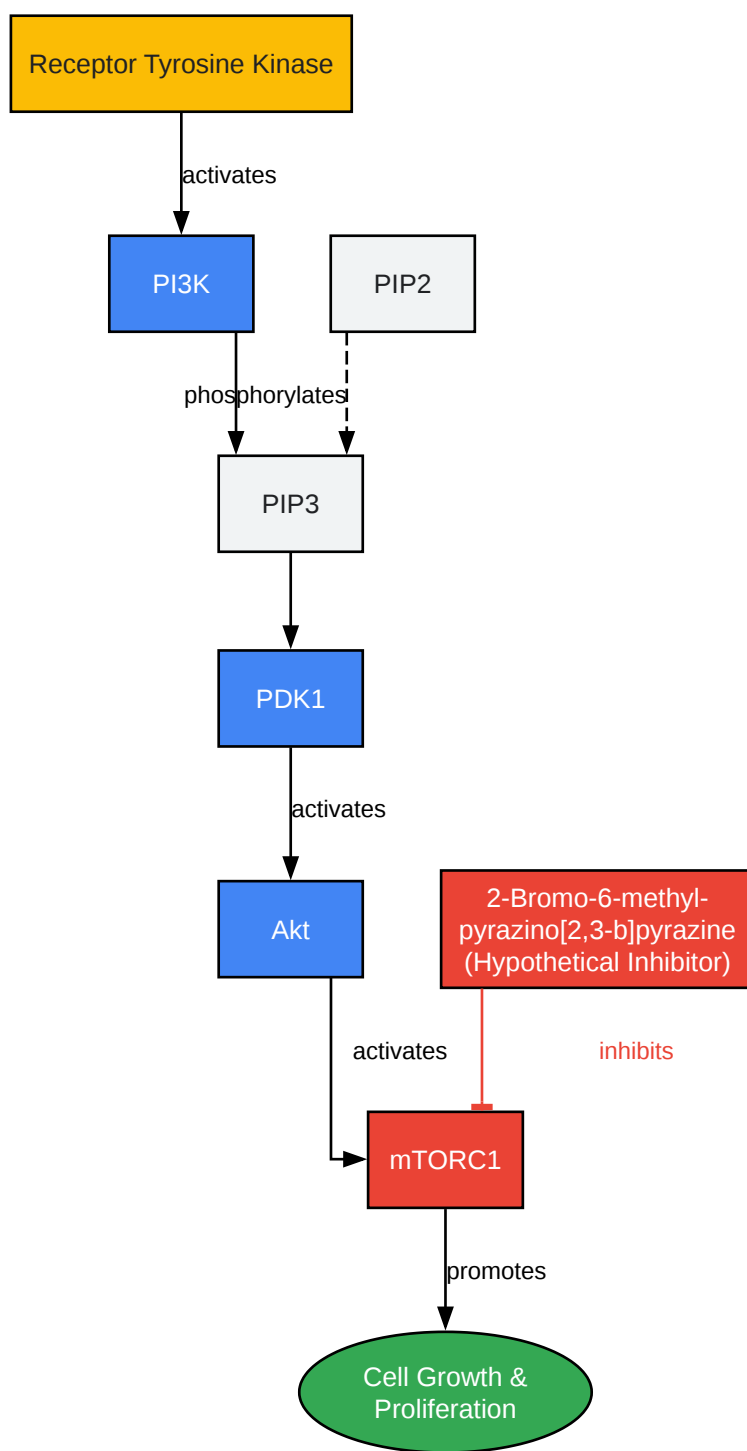 Receptor Tyrosine Kinase
activates
PI3K
PIP2
phosphorylates
PIP3
PDK1
activates
Akt
2-Bromo-6-methyl-
pyrazino[2,3-b]pyrazine
(Hypothetical Inhibitor)
activates
inhibits
mTORC1
promotes
Cell Growth &
Proliferation